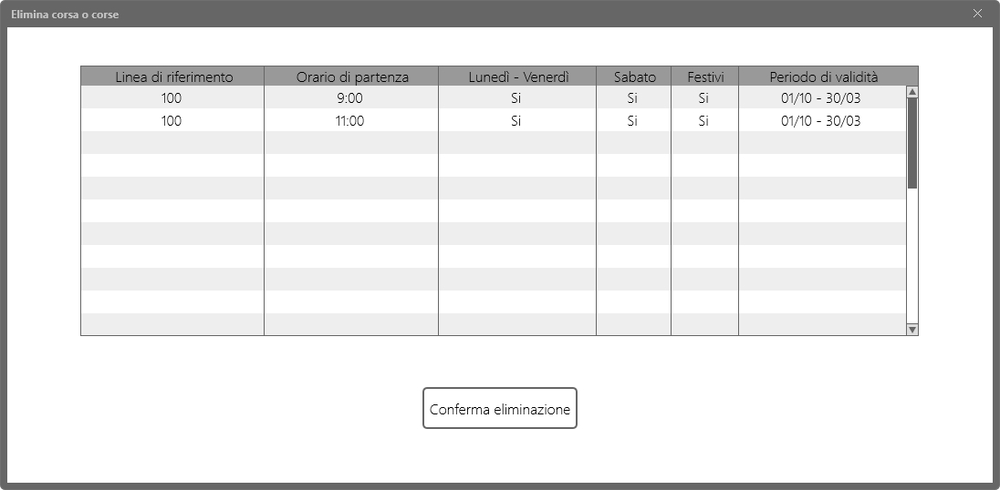 Elimina corsa o corse
Linea di riferimento Orario di partenza Lunedì - Venerdì Sabato Festivi Periodo di validità
100 9:00 Si Si Si 01/10 - 30/03
100 11:00 Si Si Si 01/10 - 30/03
Conferma eliminazione